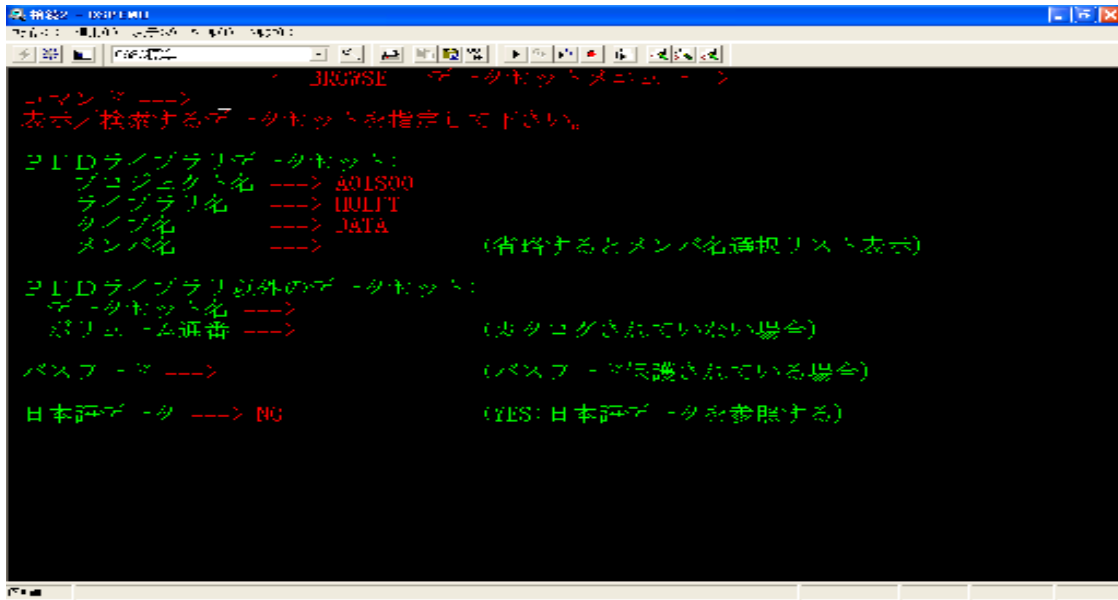 検索2 - DSP EMU
< BROWSE データセットメニュー >
コマンド --->
表示/検索するデータセットを指定して下さい。
PFDライブラリデータセット:
プロジェクト名 ---> A01S00
ライブラリ名 ---> HULFT
タイプ名 ---> DATA
メンバ名 ---> (省略するとメンバ名選択リスト表示)
PFDライブラリ以外のデータセット:
データセット名 --->
ボリューム通番 ---> (カタログされていない場合)
パスワード ---> (パスワード保護されている場合)
日本語データ ---> NO (YES:日本語データを参照する)